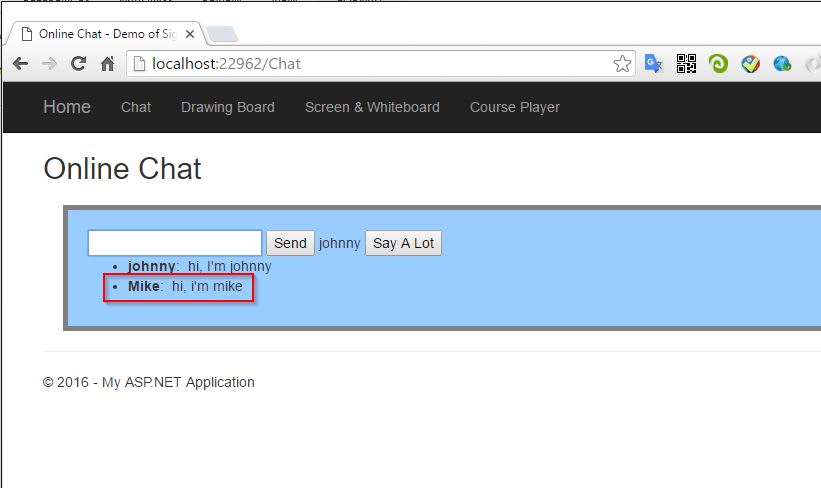 Online Chat - Demo of Sig
localhost:22962/Chat
Home Chat Drawing Board Screen & Whiteboard Course Player
Online Chat
Send johnny Say A Lot
johnny: hi, I'm johnny
Mike: hi, i'm mike
© 2016 - My ASP.NET Application